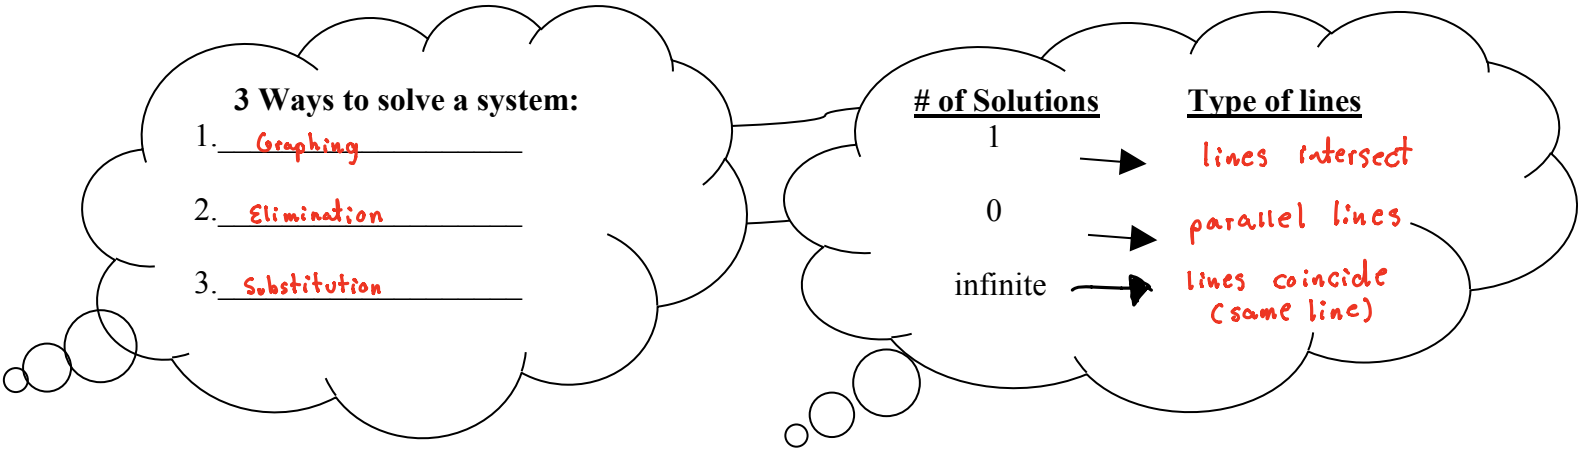 3 Ways to solve a system:
1. Graphing
2. Elimination
3. Substitution
# of Solutions Type of lines
1 lines intersect
0 parallel lines
infinite lines coincide
(same line)